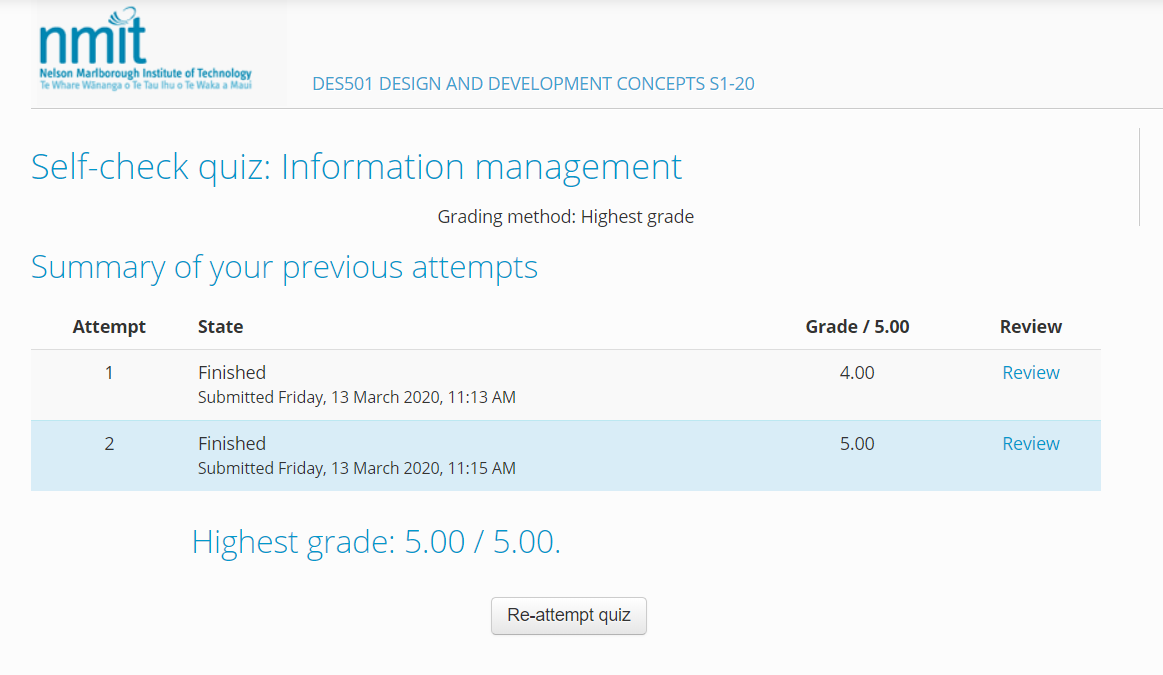 nmit
Nelson Marlborough Institute of Technology
Te Whare Wānanga o Te Tau Ihu o Te Waka a Maui
DES501 DESIGN AND DEVELOPMENT CONCEPTS S1-20
Self-check quiz: Information management
Grading method: Highest grade
Summary of your previous attempts
Attempt State Grade / 5.00 Review
1 Finished 4.00 Review
Submitted Friday, 13 March 2020, 11:13 AM
2 Finished 5.00 Review
Submitted Friday, 13 March 2020, 11:15 AM
Highest grade: 5.00 / 5.00.
Re-attempt quiz